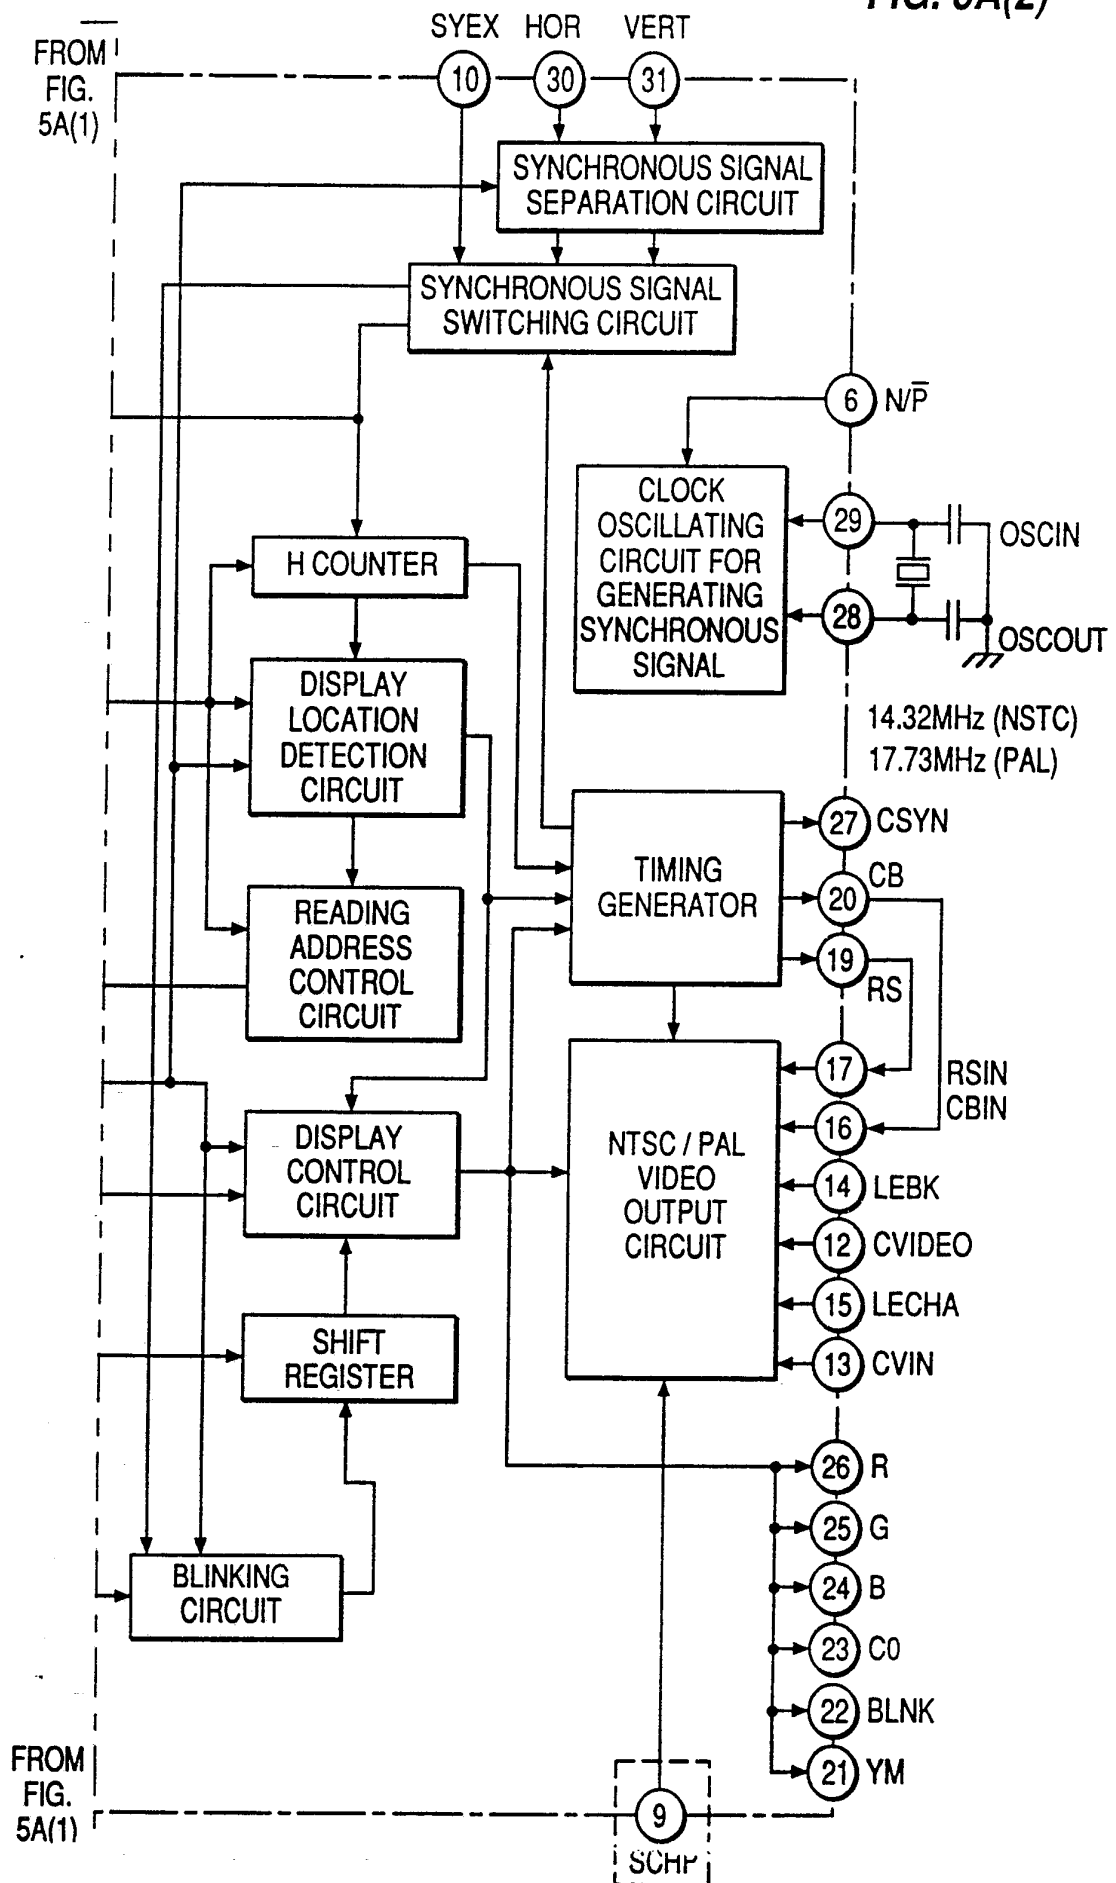 FIG. 5A(2)
SYEX HOR VERT
FROM
FIG.
5A(1)
10 30 31
SYNCHRONOUS SIGNAL
SEPARATION CIRCUIT
SYNCHRONOUS SIGNAL
SWITCHING CIRCUIT
6 N/P̅
CLOCK
OSCILLATING
CIRCUIT FOR
GENERATING
SYNCHRONOUS
SIGNAL
29
OSCIN
28
OSCOUT
H COUNTER
DISPLAY
LOCATION
DETECTION
CIRCUIT
14.32MHz (NSTC)
17.73MHz (PAL)
READING
ADDRESS
CONTROL
CIRCUIT
TIMING
GENERATOR
27 CSYN
CB
20
19
RS
17
RSIN
CBIN
16
DISPLAY
CONTROL
CIRCUIT
NTSC / PAL
VIDEO
OUTPUT
CIRCUIT
14 LEBK
12 CVIDEO
15 LECHA
13 CVIN
SHIFT
REGISTER
26 R
25 G
24 B
23 C0
22 BLNK
21 YM
BLINKING
CIRCUIT
FROM
FIG.
5A(1)
9
SCHP